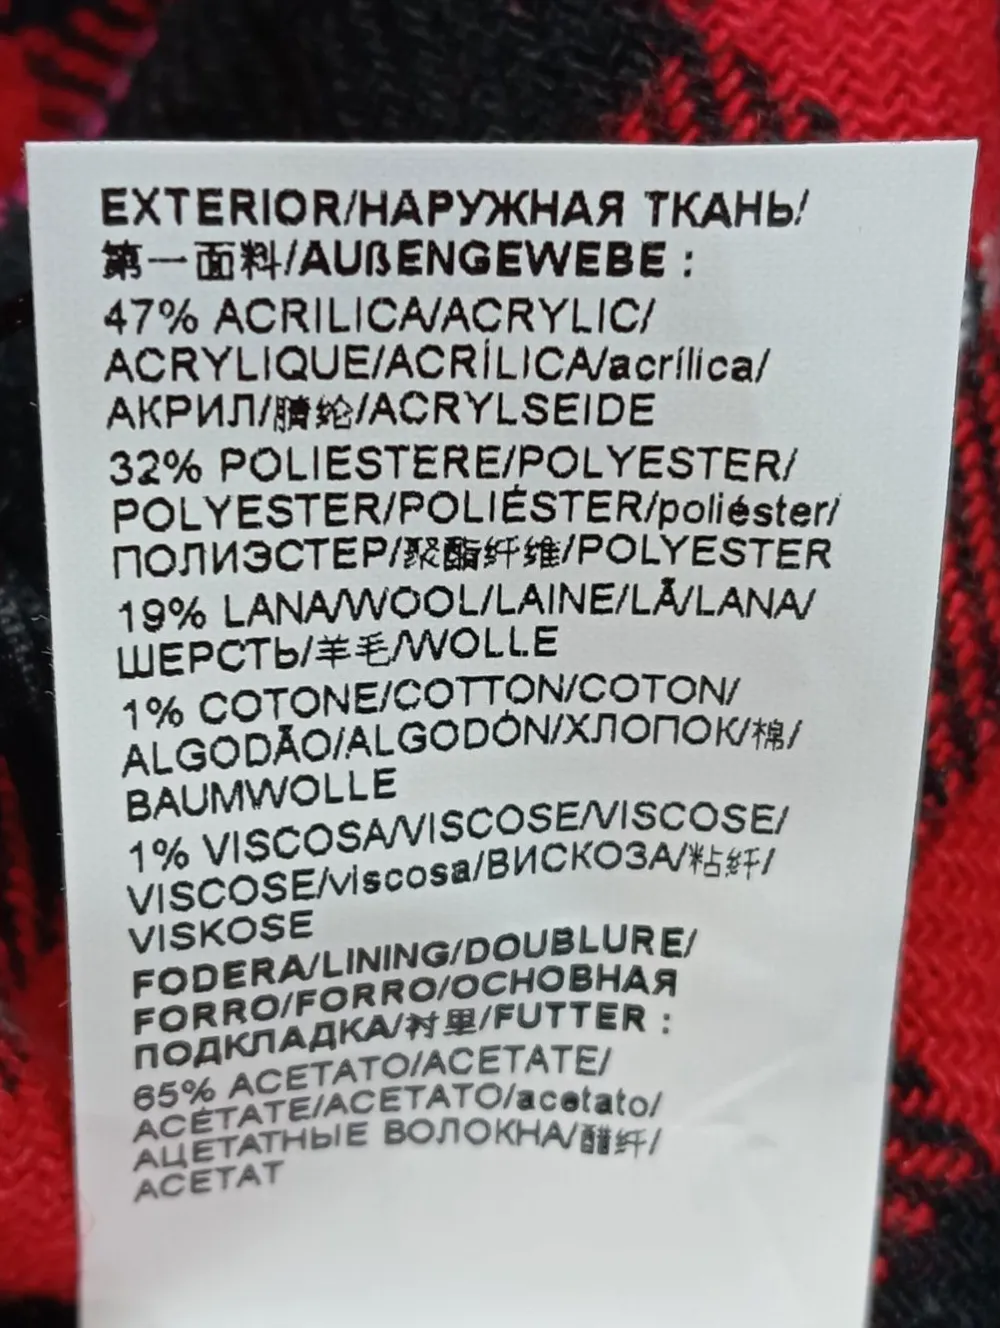 EXTERIOR/НАРУЖНАЯ ТКАНЬ/
第一面料/AUßENGEWEBE :
47% ACRILICA/ACRYLIC/
ACRYLIQUE/ACRÍLICA/acrílica/
АКРИЛ/腈纶/ACRYLSEIDE
32% POLIESTERE/POLYESTER/
POLYESTER/POLIÉSTER/poliéster/
ПОЛИЭСТЕР/聚酯纤维/POLYESTER
19% LANA/WOOL/LAINE/LÃ/LANA/
ШЕРСТЬ/羊毛/WOLLE
1% COTONE/COTTON/COTON/
ALGODÃO/ALGODÓN/ХЛОПОК/棉/
BAUMWOLLE
1% VISCOSA/VISCOSE/VISCOSE/
VISCOSE/viscosa/ВИСКОЗА/粘纤/
VISKOSE
FODERA/LINING/DOUBLURE/
FORRO/FORRO/ОСНОВНАЯ
ПОДКЛАДКА/衬里/FUTTER :
65% ACETATO/ACETATE/
ACÉTATE/ACETATO/acetato/
АЦЕТАТНЫЕ ВОЛОКНА/醋纤/
ACETAT